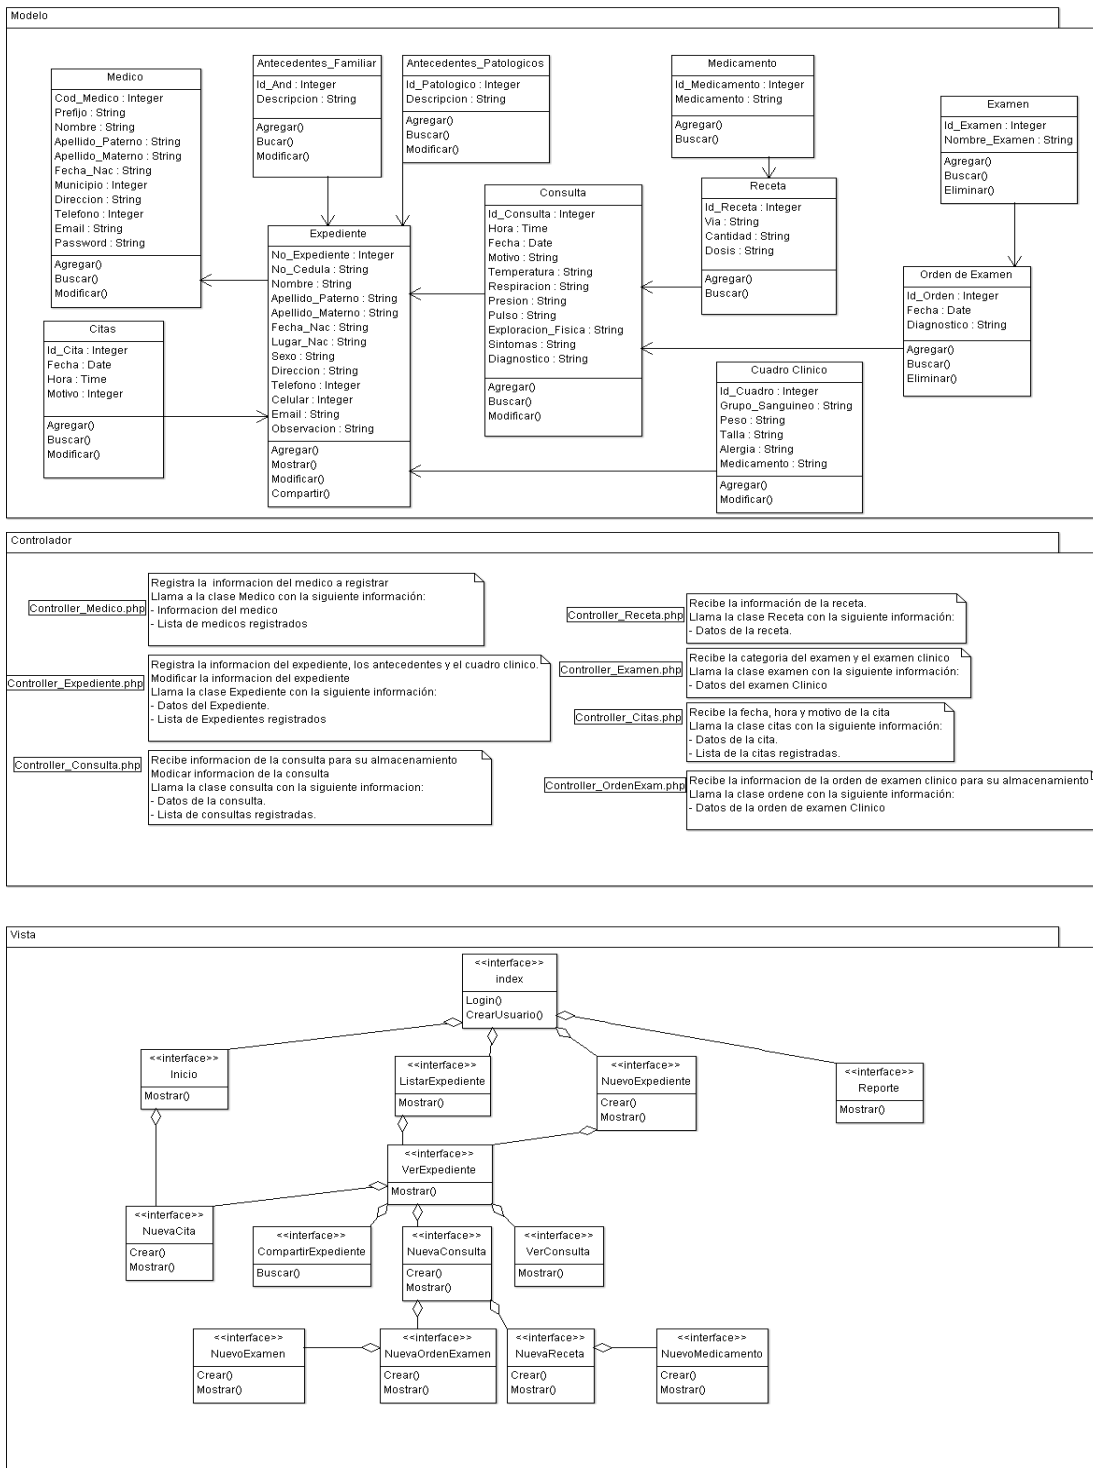 Modelo
Medico
Cod_Medico : Integer
Prefijo : String
Nombre : String
Apellido_Paterno : String
Apellido_Materno : String
Fecha_Nac : String
Municipio : Integer
Direccion : String
Telefono : Integer
Email : String
Password : String
Agregar()
Buscar()
Modificar()
Antecedentes_Familiar
Id_And : Integer
Descripcion : String
Agregar()
Bucar()
Modificar()
Antecedentes_Patologicos
Id_Patologico : Integer
Descripcion : String
Agregar()
Buscar()
Modificar()
Medicamento
Id_Medicamento : Integer
Medicamento : String
Agregar()
Buscar()
Examen
Id_Examen : Integer
Nombre_Examen : String
Agregar()
Buscar()
Eliminar()
Citas
Id_Cita : Integer
Fecha : Date
Hora : Time
Motivo : Integer
Agregar()
Buscar()
Modificar()
Expediente
No_Expediente : Integer
No_Cedula : String
Nombre : String
Apellido_Paterno : String
Apellido_Materno : String
Fecha_Nac : String
Lugar_Nac : String
Sexo : String
Direccion : String
Telefono : Integer
Celular : Integer
Email : String
Observacion : String
Agregar()
Mostrar()
Modificar()
Compartir()
Consulta
Id_Consulta : Integer
Hora : Time
Fecha : Date
Motivo : String
Temperatura : String
Respiracion : String
Presion : String
Pulso : String
Exploracion_Fisica : String
Sintomas : String
Diagnostico : String
Agregar()
Buscar()
Modificar()
Receta
Id_Receta : Integer
Via : String
Cantidad : String
Dosis : String
Agregar()
Buscar()
Orden de Examen
Id_Orden : Integer
Fecha : Date
Diagnostico : String
Agregar()
Buscar()
Eliminar()
Cuadro Clinico
Id_Cuadro : Integer
Grupo_Sanguineo : String
Peso : String
Talla : String
Alergia : String
Medicamento : String
Agregar()
Modificar()
Controlador
Controller_Medico.php
Registra la informacion del medico a registrar
Llama a la clase Medico con la siguiente información:
- Informacion del medico
- Lista de medicos registrados
Controller_Expediente.php
Registra la informacion del expediente, los antecedentes y el cuadro clinico.
Modificar la informacion del expediente
Llama la clase Expediente con la siguiente información:
- Datos del Expediente.
- Lista de Expedientes registrados
Controller_Consulta.php
Recibe informacion de la consulta para su almacenamiento
Modicar informacion de la consulta
Llama la clase consulta con la siguiente informacion:
- Datos de la consulta.
- Lista de consultas registradas.
Controller_Receta.php
Recibe la información de la receta.
Llama la clase Receta con la siguiente información:
- Datos de la receta.
Controller_Examen.php
Recibe la categoria del examen y el examen clinico
Llama la clase examen con la siguiente información:
- Datos del examen Clinico
Controller_Citas.php
Recibe la fecha, hora y motivo de la cita
Llama la clase citas con la siguiente información:
- Datos de la cita.
- Lista de la citas registradas.
Controller_OrdenExam.php
Recibe la informacion de la orden de examen clinico para su almacenamiento
Llama la clase ordene con la siguiente información:
- Datos de la orden de examen Clinico
Vista
<<interface>>
index
Login()
CrearUsuario()
<<interface>>
Inicio
Mostrar()
<<interface>>
ListarExpediente
Mostrar()
<<interface>>
NuevoExpediente
Crear()
Mostrar()
<<interface>>
Reporte
Mostrar()
<<interface>>
VerExpediente
Mostrar()
<<interface>>
NuevaCita
Crear()
Mostrar()
<<interface>>
CompartirExpediente
Buscar()
<<interface>>
NuevaConsulta
Crear()
Mostrar()
<<interface>>
VerConsulta
Mostrar()
<<interface>>
NuevoExamen
Crear()
Mostrar()
<<interface>>
NuevaOrdenExamen
Crear()
Mostrar()
<<interface>>
NuevaReceta
Crear()
Mostrar()
<<interface>>
NuevoMedicamento
Crear()
Mostrar()